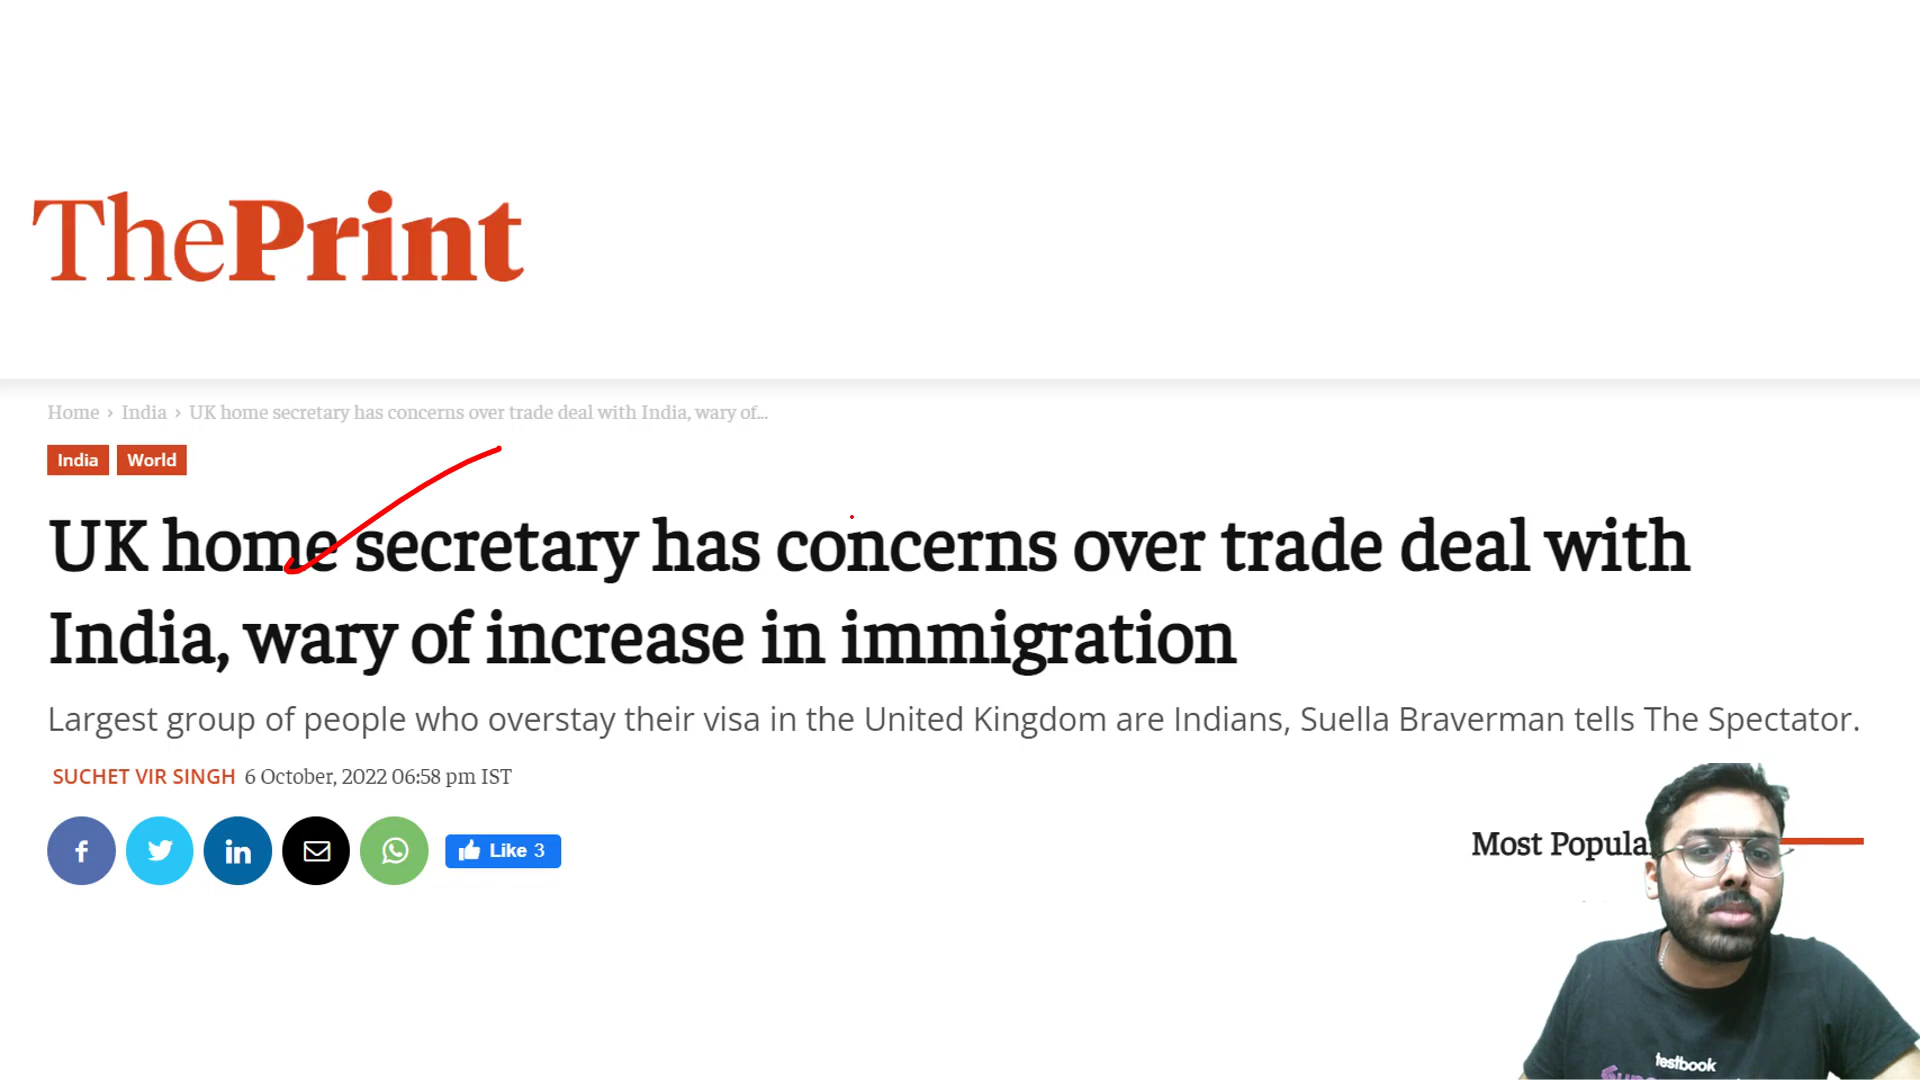 ThePrint
Home › India › UK home secretary has concerns over trade deal with India, wary of...
India World
UK home secretary has concerns over trade deal with
India, wary of increase in immigration
Largest group of people who overstay their visa in the United Kingdom are Indians, Suella Braverman tells The Spectator.
SUCHET VIR SINGH 6 October, 2022 06:58 pm IST
f in Like 3
Most Popular
testbook